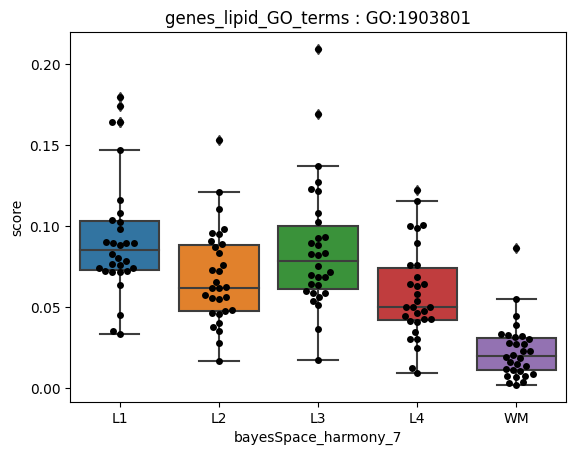 genes_lipid_GO_terms : GO:1903801
0.20
0.15
0.10
0.05
0.00
score
L1 L2 L3 L4 WM
bayesSpace_harmony_7